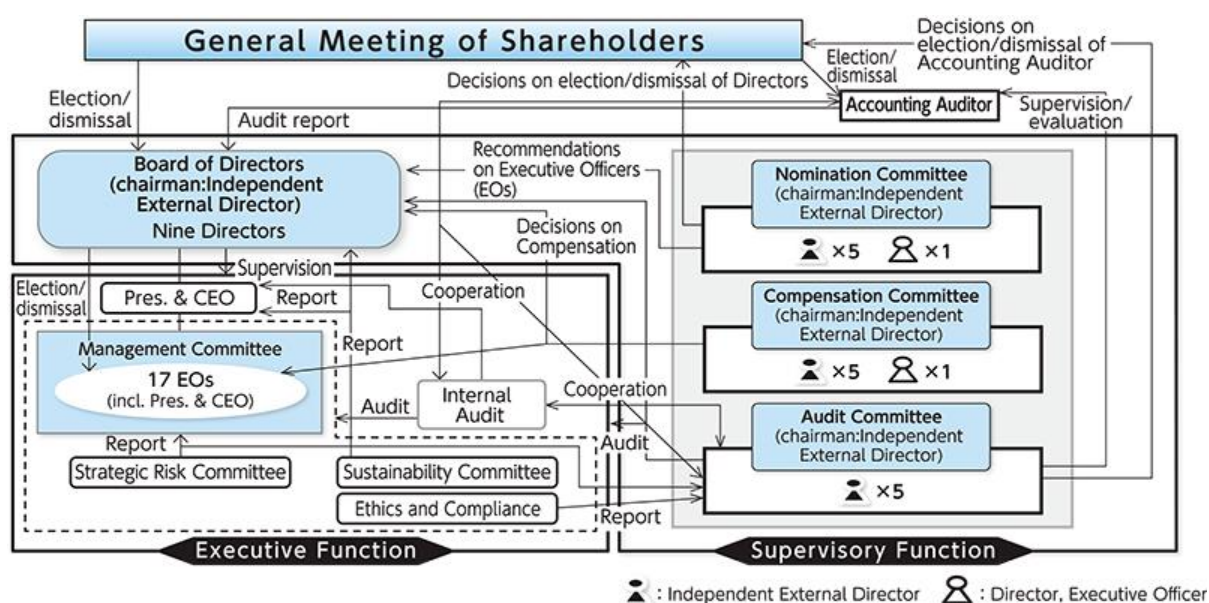 General Meeting of Shareholders
Decisions on
election/dismissal of
Accounting Auditor
Election/
dismissal
Decisions on election/dismissal of Directors
Election/
dismissal
Audit report
Accounting Auditor
Supervision/
evaluation
Board of Directors
(chairman:Independent
External Director)
Nine Directors
Recommendations
on Executive Officers
(EOs)
Nomination Committee
(chairman:Independent
External Director)
×5
×1
Decisions on
Compensation
Supervision
Election/
dismissal
Pres. & CEO
Report
Cooperation
Compensation Committee
(chairman:Independent
External Director)
×5
×1
Management Committee
17 EOs
(incl. Pres. & CEO)
Report
Audit
Internal
Audit
Cooperation
Audit
Audit Committee
(chairman:Independent
External Director)
×5
Report
Strategic Risk Committee
Sustainability Committee
Ethics and Compliance
Report
Executive Function
Supervisory Function
: Independent External Director
: Director, Executive Officer